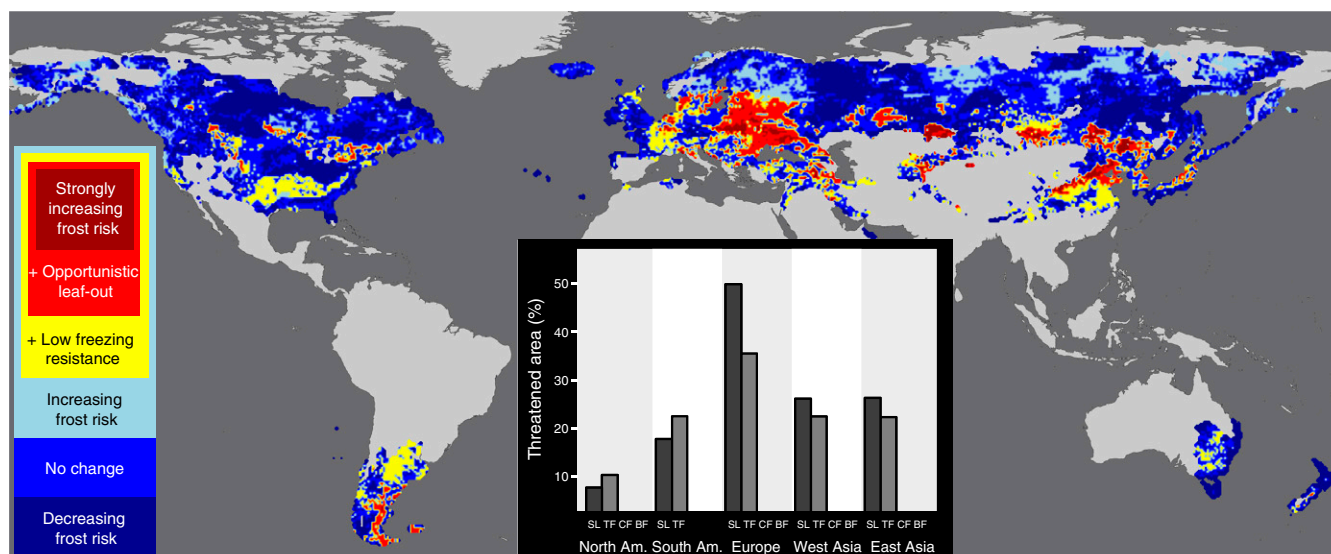 Strongly
increasing
frost risk
+ Opportunistic
leaf-out
+ Low freezing
resistance
Increasing
frost risk
No change
Decreasing
frost risk
Threatened area (%)
50
40
30
20
10
SL TF CF BF SL TF SL TF CF BF SL TF CF BF SL TF CF BF
North Am. South Am. Europe West Asia East Asia